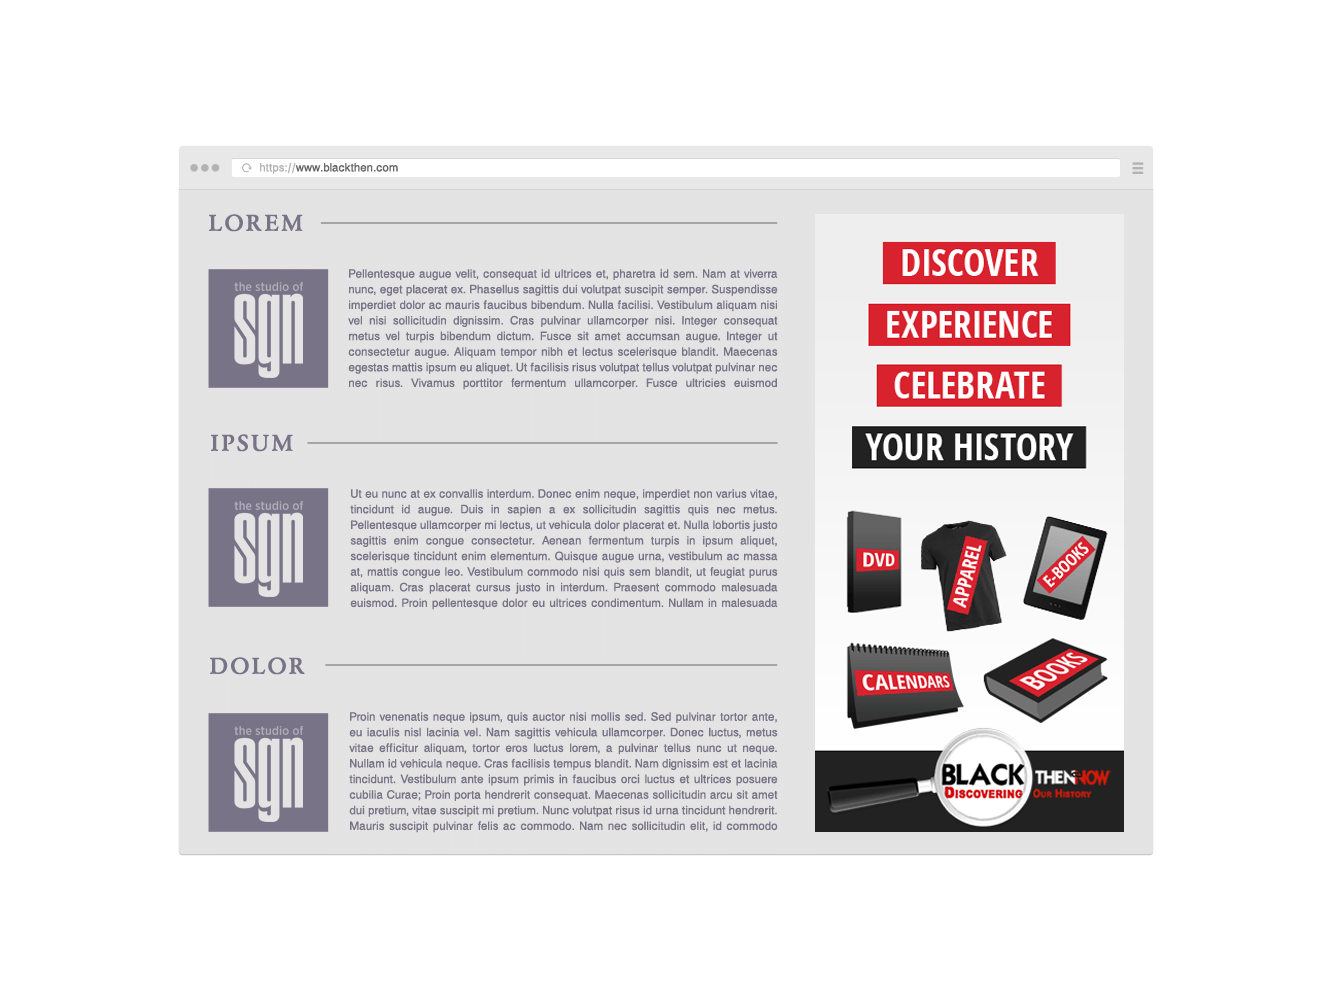 https://www.blackthen.com
LOREM
the studio of
sgn
Pellentesque augue velit, consequat id ultrices et, pharetra id sem. Nam at viverra
nunc, eget placerat ex. Phasellus sagittis dui volutpat suscipit semper. Suspendisse
imperdiet dolor ac mauris faucibus bibendum. Nulla facilisi. Vestibulum aliquam nisi
vel nisi sollicitudin dignissim. Cras pulvinar ullamcorper nisi. Integer consequat
metus vel turpis bibendum dictum. Fusce sit amet accumsan augue. Integer ut
consectetur augue. Aliquam tempor nibh et lectus scelerisque blandit. Maecenas
egestas mattis ipsum eu aliquet. Ut facilisis risus volutpat tellus volutpat pulvinar nec
nec risus. Vivamus porttitor fermentum ullamcorper. Fusce ultricies euismod
IPSUM
the studio of
sgn
Ut eu nunc at ex convallis interdum. Donec enim neque, imperdiet non varius vitae,
tincidunt id augue. Duis in sapien a ex sollicitudin sagittis quis nec metus.
Pellentesque ullamcorper mi lectus, ut vehicula dolor placerat et. Nulla lobortis justo
sagittis enim congue consectetur. Aenean fermentum turpis in ipsum aliquet,
scelerisque tincidunt enim elementum. Quisque augue urna, vestibulum ac massa
at, mattis congue leo. Vestibulum commodo nisi quis sem blandit, ut feugiat purus
aliquam. Cras placerat cursus justo in interdum. Praesent commodo malesuada
euismod. Proin pellentesque dolor eu ultrices condimentum. Nullam in malesuada
DOLOR
the studio of
sgn
Proin venenatis neque ipsum, quis auctor nisi mollis sed. Sed pulvinar tortor ante,
eu iaculis nisl lacinia vel. Nam sagittis vehicula ullamcorper. Donec luctus, metus
vitae efficitur aliquam, tortor eros luctus lorem, a pulvinar tellus nunc ut neque.
Nullam id vehicula neque. Cras facilisis tempus blandit. Nam dignissim est et lacinia
tincidunt. Vestibulum ante ipsum primis in faucibus orci luctus et ultrices posuere
cubilia Curae; Proin porta hendrerit consequat. Maecenas sollicitudin arcu sit amet
dui pretium, vitae suscipit mi pretium. Nunc volutpat risus id urna tincidunt hendrerit.
Mauris suscipit pulvinar felis ac commodo. Nam nec sollicitudin elit, id commodo
DISCOVER
EXPERIENCE
CELEBRATE
YOUR HISTORY
DVD
APPAREL
E-BOOKS
CALENDARS
BOOKS
BLACK THEN NOW
DISCOVERING OUR HISTORY